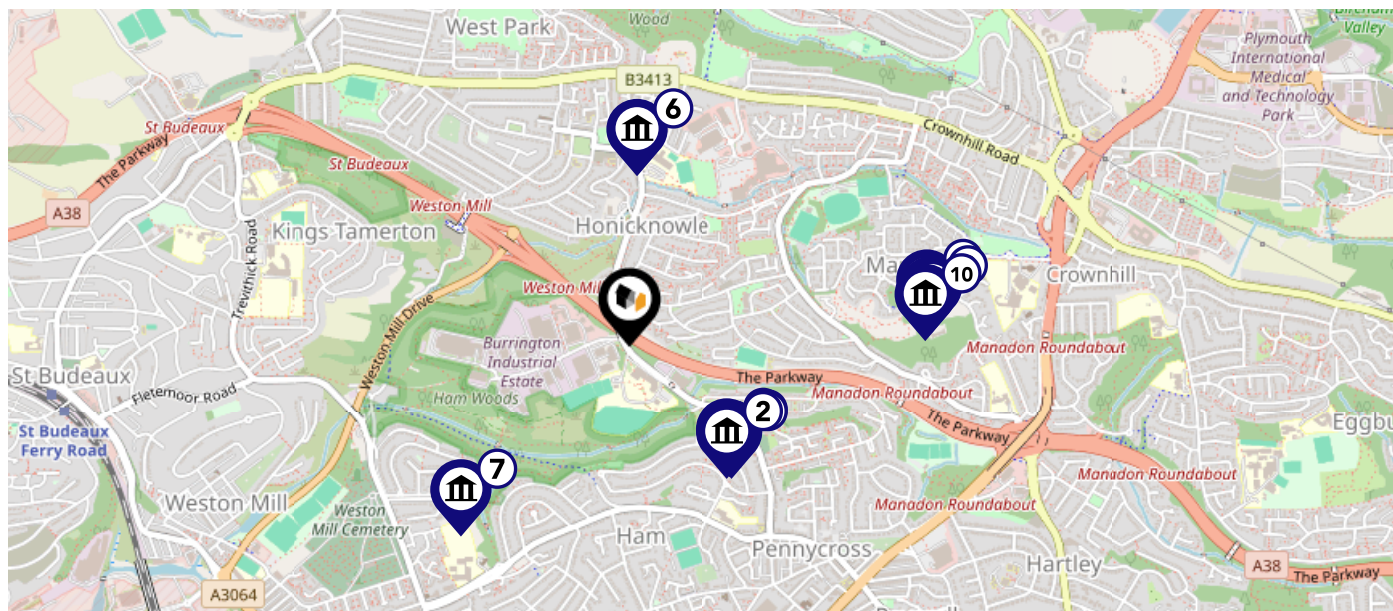 West Park
Wood
Bircham
Valley
Plymouth
International
Medical
and Technology
Park
B3413
6
St Budeaux
The Parkway
St Budeaux
Crownhill Road
A38
Weston Mill
Kings Tamerton
Honicknowle
Trevithick Road
Ma
10
Crownhill
Weston Mill
Weston Mill Drive
Burrington
Industrial
Estate
Ham Woods
Manadon Roundabout
The Parkway
Manadon Roundabout
St Budeaux
St Budeaux
Ferry Road
2
The Parkway
Eggbu
7
Manadon Roundabout
Weston Mill
Weston
Mill Cemetery
Manadon Roundabout
Ham
Pennycross
Hartley
A38
The Parkway
A3064